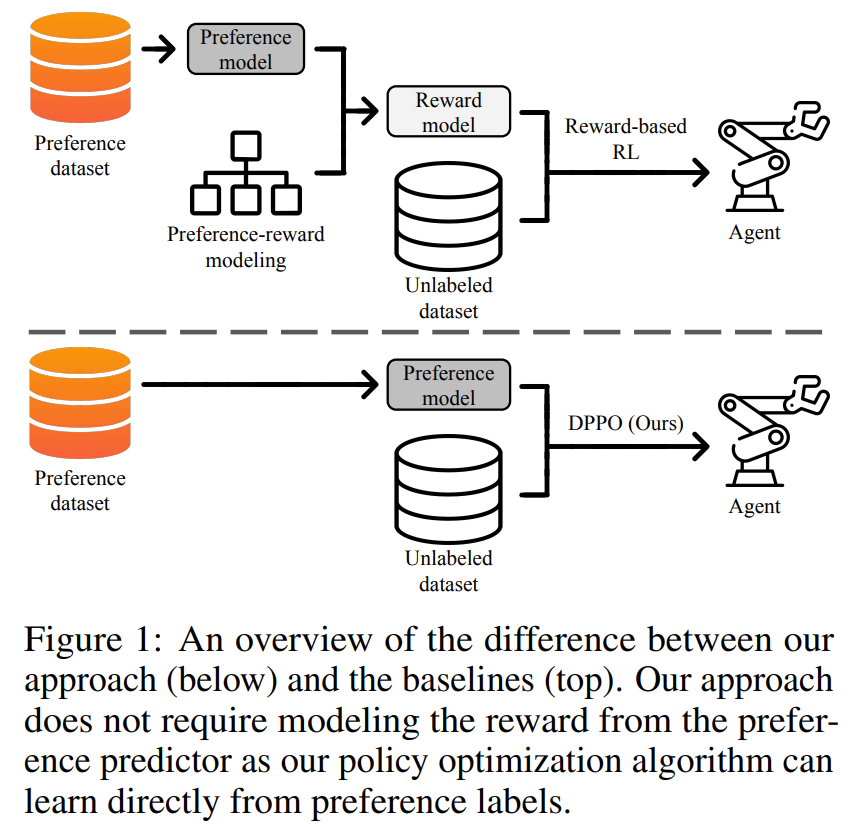 Preference
model
Preference
dataset
Preference-reward
modeling
Reward
model
Unlabeled
dataset
Reward-based
RL
Agent
Preference
dataset
Preference
model
Unlabeled
dataset
DPPO (Ours)
Agent
Figure 1: An overview of the difference between our
approach (below) and the baselines (top). Our approach
does not require modeling the reward from the prefer-
ence predictor as our policy optimization algorithm can
learn directly from preference labels.